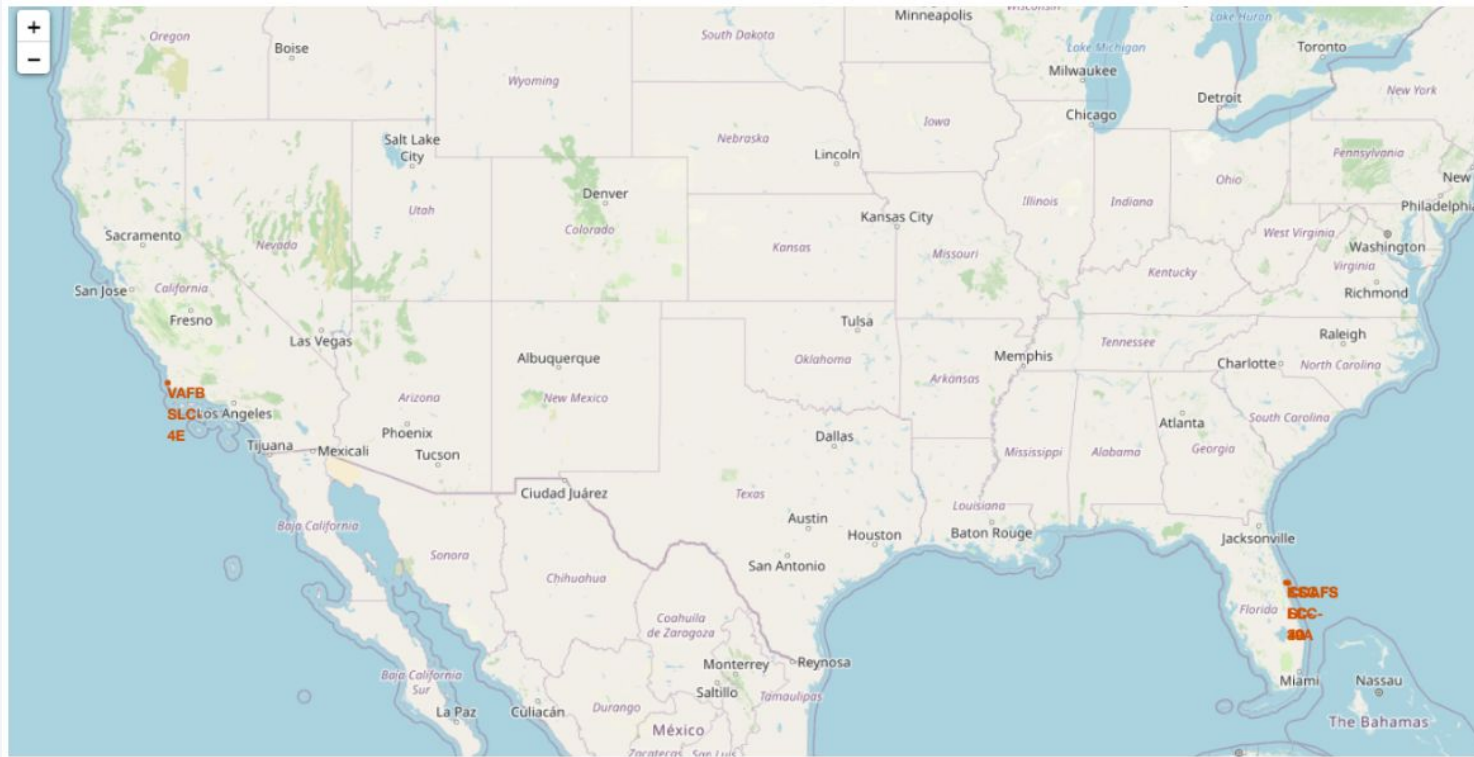 +
−
Oregon
Boise
Wyoming
South Dakota
Minneapolis
Wisconsin
Lake Huron
Lake Michigan
Toronto
Milwaukee
Detroit
New York
Chicago
Iowa
Nebraska
Lincoln
Salt Lake
City
Utah
Nevada
Sacramento
San Jose
California
Fresno
Las Vegas
Denver
Colorado
Kansas
Kansas City
Missouri
Illinois
Indiana
Ohio
Pennsylvania
New
Philadelphia
West Virginia
Washington
Virginia
Richmond
Kentucky
Tulsa
Oklahoma
Albuquerque
New Mexico
Arizona
Phoenix
Tucson
VAFB
SLC-
4E
Los Angeles
Tijuana
Mexicali
Memphis
Arkansas
Tennessee
Charlotte
Raleigh
North Carolina
South Carolina
Atlanta
Georgia
Alabama
Mississippi
Dallas
Texas
Louisiana
Baton Rouge
Austin
Houston
San Antonio
Ciudad Juárez
Baja California
Sonora
Chihuahua
Coahuila
de Zaragoza
Monterrey
Reynosa
Saltillo
Tamaulipas
Baja California
Sur
La Paz
Culiacán
Durango
México
Zacatecas
San Luis
Jacksonville
Florida
Miami
Nassau
The Bahamas